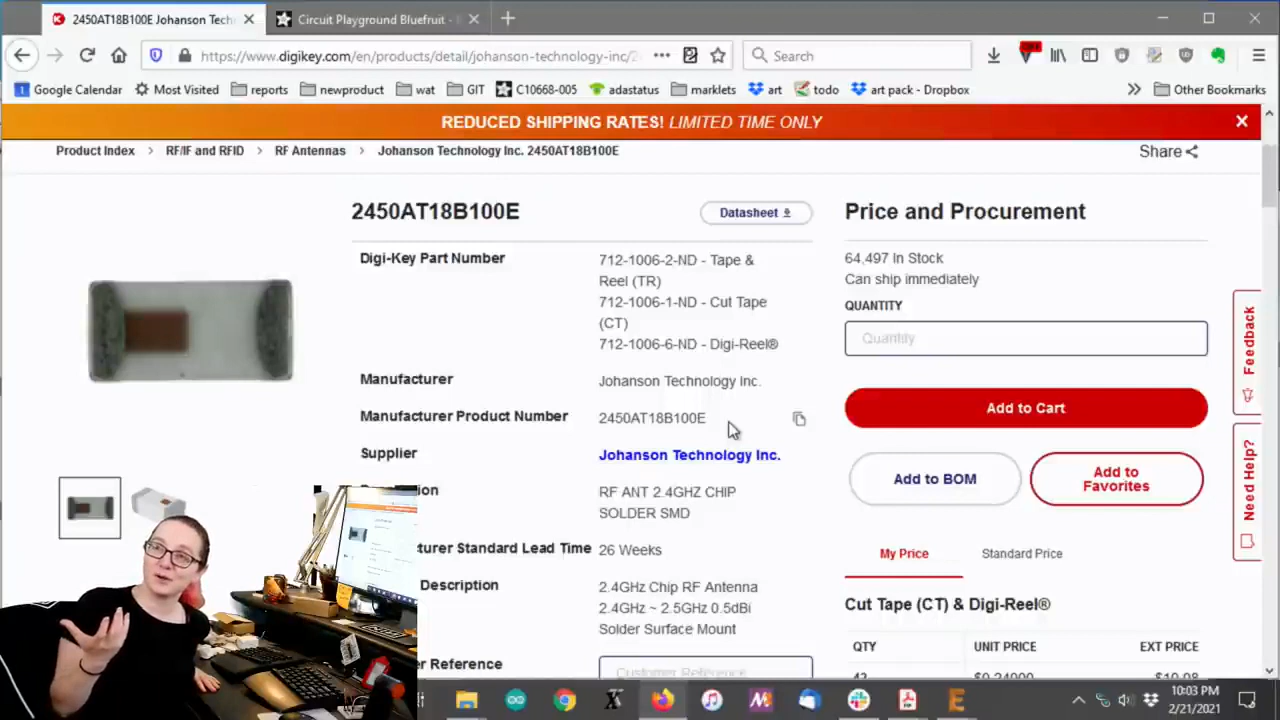 2450AT18B100E Johanson Tech
Circuit Playground Bluefruit -
https://www.digikey.com/en/products/detail/johanson-technology-inc/2
Search
Google Calendar
Most Visited
reports
newproduct
wat
GIT
C10668-005
adastatus
marklets
art
todo
art pack - Dropbox
Other Bookmarks
REDUCED SHIPPING RATES! LIMITED TIME ONLY
Product Index > RF/IF and RFID > RF Antennas > Johanson Technology Inc. 2450AT18B100E
Share
2450AT18B100E
Datasheet
Price and Procurement
Digi-Key Part Number
712-1006-2-ND - Tape &
Reel (TR)
712-1006-1-ND - Cut Tape
(CT)
712-1006-6-ND - Digi-Reel®
Manufacturer
Johanson Technology Inc.
Manufacturer Product Number
2450AT18B100E
Supplier
Johanson Technology Inc.
ion
RF ANT 2.4GHZ CHIP
SOLDER SMD
turer Standard Lead Time
26 Weeks
Description
2.4GHz Chip RF Antenna
2.4GHz ~ 2.5GHz 0.5dBi
Solder Surface Mount
er Reference
Customer Reference
64,497 In Stock
Can ship immediately
QUANTITY
Quantity
Add to Cart
Add to BOM
Add to
Favorites
My Price
Standard Price
Cut Tape (CT) & Digi-Reel®
QTY
UNIT PRICE
EXT PRICE
Feedback
Need Help?
10:03 PM
2/21/2021